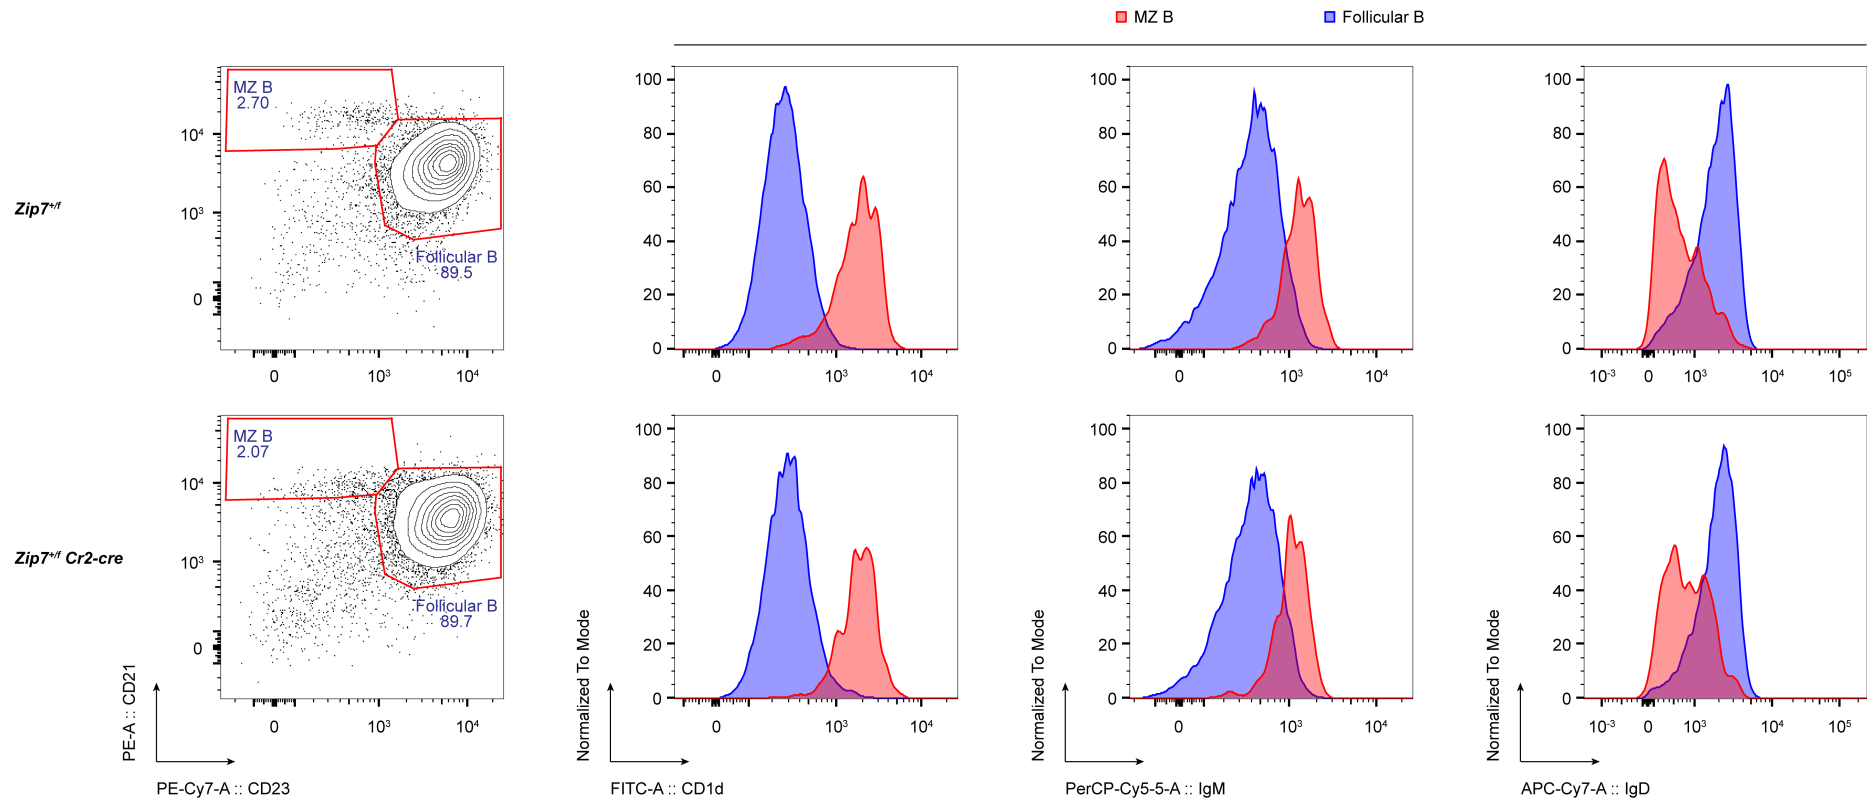 MZ B Follicular B
Zip7+/f
MZ B
2.70
Follicular B
89.5
10⁴
10³
0
0 10³ 10⁴
100
80
60
40
20
0
0 10³ 10⁴
100
80
60
40
20
0
0 10³ 10⁴
100
80
60
40
20
0
10⁻³ 0 10³ 10⁴ 10⁵
Zip7+/f Cr2-cre
MZ B
2.07
Follicular B
89.7
10⁴
10³
0
0 10³ 10⁴
PE-A :: CD21
PE-Cy7-A :: CD23
100
80
60
40
20
0
0 10³ 10⁴
Normalized To Mode
FITC-A :: CD1d
100
80
60
40
20
0
0 10³ 10⁴
Normalized To Mode
PerCP-Cy5-5-A :: IgM
100
80
60
40
20
0
10⁻³ 0 10³ 10⁴ 10⁵
Normalized To Mode
APC-Cy7-A :: IgD